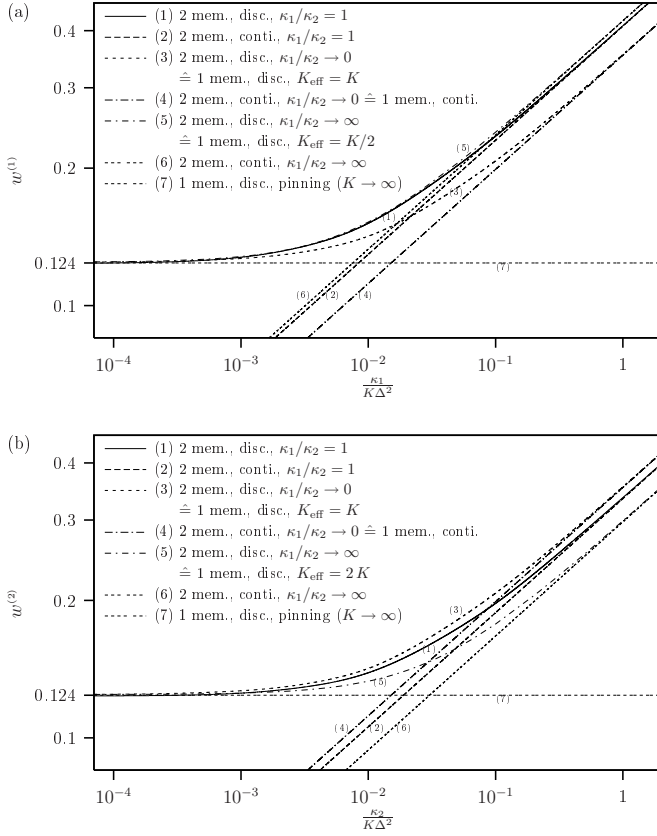 (a)
(1) 2 mem., disc., κ₁/κ₂ = 1
(2) 2 mem., conti., κ₁/κ₂ = 1
(3) 2 mem., disc., κ₁/κ₂ → 0
≙ 1 mem., disc., K_eff = K
(4) 2 mem., conti., κ₁/κ₂ → 0 ≙ 1 mem., conti.
(5) 2 mem., disc., κ₁/κ₂ → ∞
≙ 1 mem., disc., K_eff = K/2
(6) 2 mem., conti., κ₁/κ₂ → ∞
(7) 1 mem., disc., pinning (K → ∞)
w⁽¹⁾
0.4
0.3
0.2
0.124
0.1
(5)
(3)
(1)
(7)
(6) (2) (4)
10⁻⁴ 10⁻³ 10⁻² 10⁻¹ 1
κ₁/KΔ²
(b)
(1) 2 mem., disc., κ₁/κ₂ = 1
(2) 2 mem., conti., κ₁/κ₂ = 1
(3) 2 mem., disc., κ₁/κ₂ → 0
≙ 1 mem., disc., K_eff = K
(4) 2 mem., conti., κ₁/κ₂ → 0 ≙ 1 mem., conti.
(5) 2 mem., disc., κ₁/κ₂ → ∞
≙ 1 mem., disc., K_eff = 2K
(6) 2 mem., conti., κ₁/κ₂ → ∞
(7) 1 mem., disc., pinning (K → ∞)
w⁽²⁾
0.4
0.3
0.2
0.124
0.1
(3)
(1)
(5)
(7)
(4) (2) (6)
10⁻⁴ 10⁻³ 10⁻² 10⁻¹ 1
κ₂/KΔ²